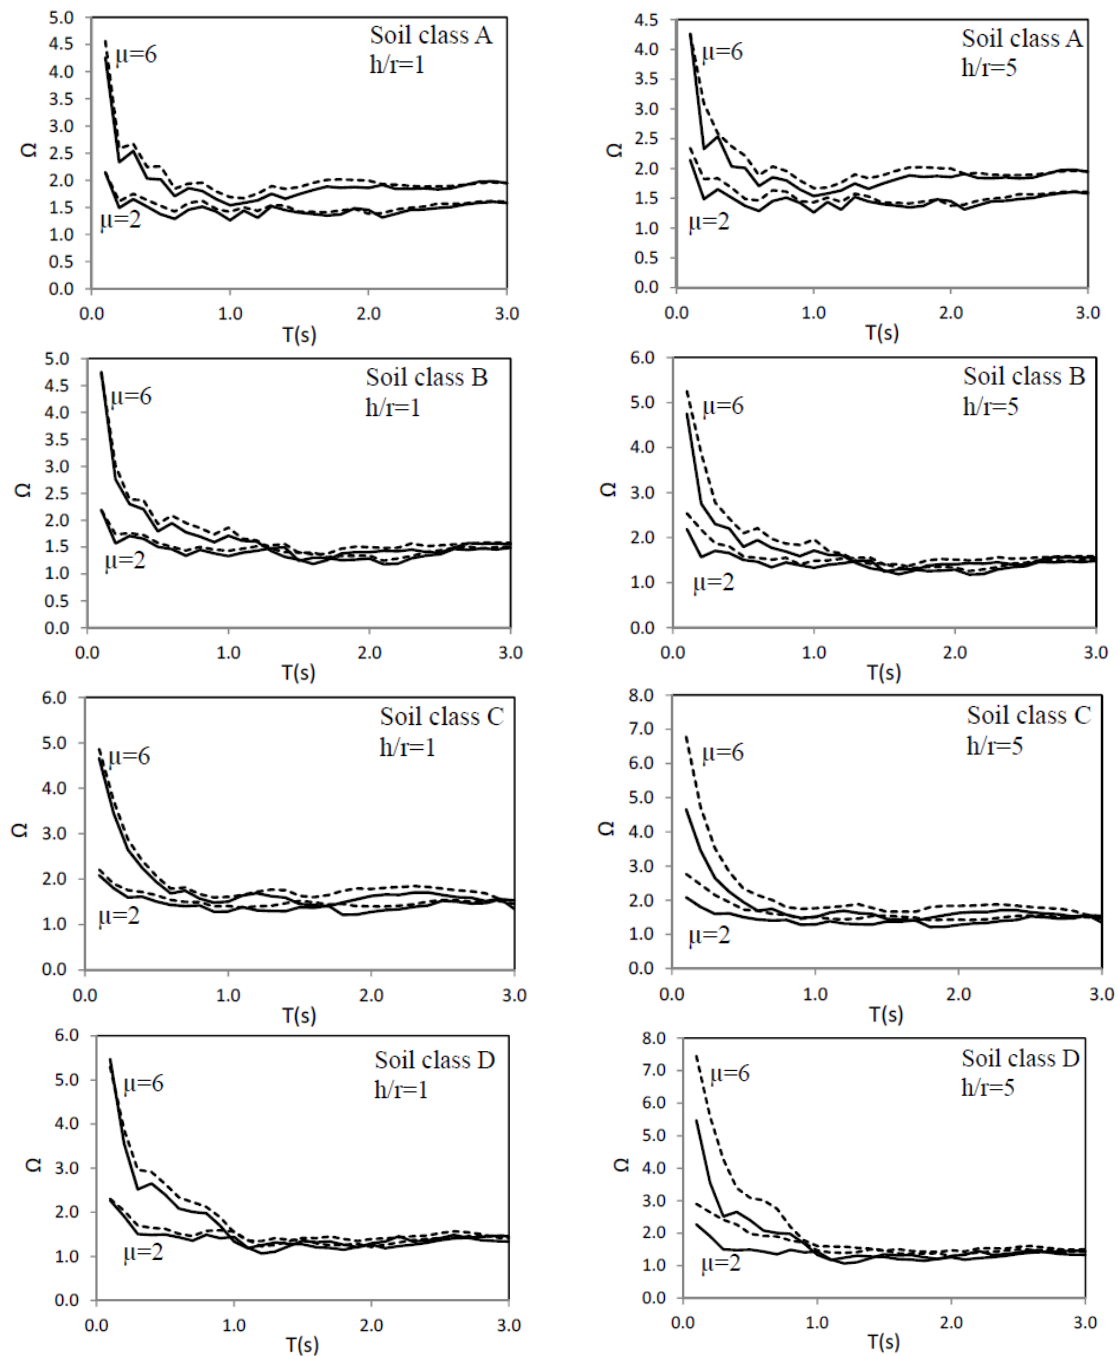 5.0
4.5
4.0
3.5
3.0
2.5
2.0
1.5
1.0
0.5
0.0
Ω
Soil class A
h/r=1
μ=6
μ=2
0.0 1.0 2.0 3.0
T(s)
4.5
4.0
3.5
3.0
2.5
2.0
1.5
1.0
0.5
0.0
Ω
Soil class A
h/r=5
μ=6
μ=2
0.0 1.0 2.0 3.0
T(s)
5.0
4.5
4.0
3.5
3.0
2.5
2.0
1.5
1.0
0.5
0.0
Ω
Soil class B
h/r=1
μ=6
μ=2
0.0 1.0 2.0 3.0
T(s)
6.0
5.0
4.0
3.0
2.0
1.0
0.0
Ω
Soil class B
h/r=5
μ=6
μ=2
0.0 1.0 2.0 3.0
T(s)
6.0
5.0
4.0
3.0
2.0
1.0
0.0
Ω
Soil class C
h/r=1
μ=6
μ=2
0.0 1.0 2.0 3.0
T(s)
8.0
7.0
6.0
5.0
4.0
3.0
2.0
1.0
0.0
Ω
Soil class C
h/r=5
μ=6
μ=2
0.0 1.0 2.0 3.0
T(s)
6.0
5.0
4.0
3.0
2.0
1.0
0.0
Ω
Soil class D
h/r=1
μ=6
μ=2
0.0 1.0 2.0 3.0
T(s)
8.0
7.0
6.0
5.0
4.0
3.0
2.0
1.0
0.0
Ω
Soil class D
h/r=5
μ=6
μ=2
0.0 1.0 2.0 3.0
T(s)